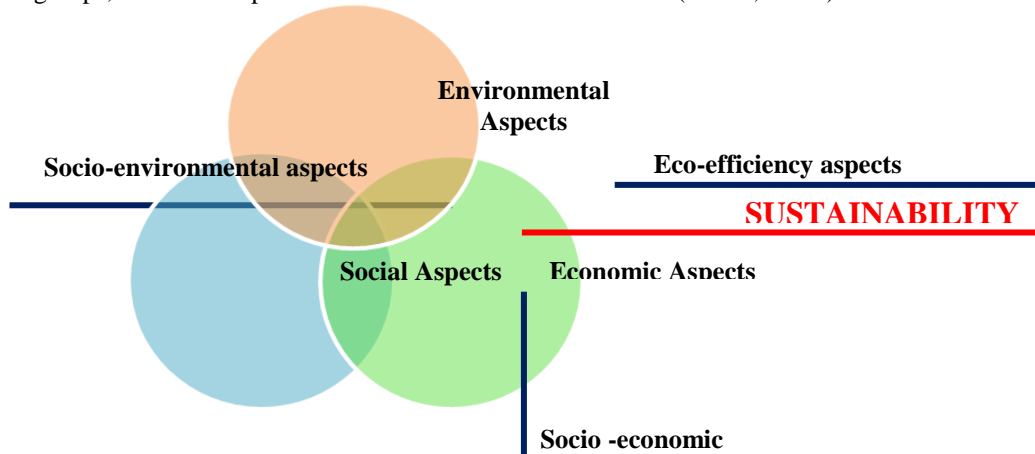 Environmental
Aspects
Socio-environmental aspects
Eco-efficiency aspects
SUSTAINABILITY
Social Aspects
Economic Aspects
Socio -economic